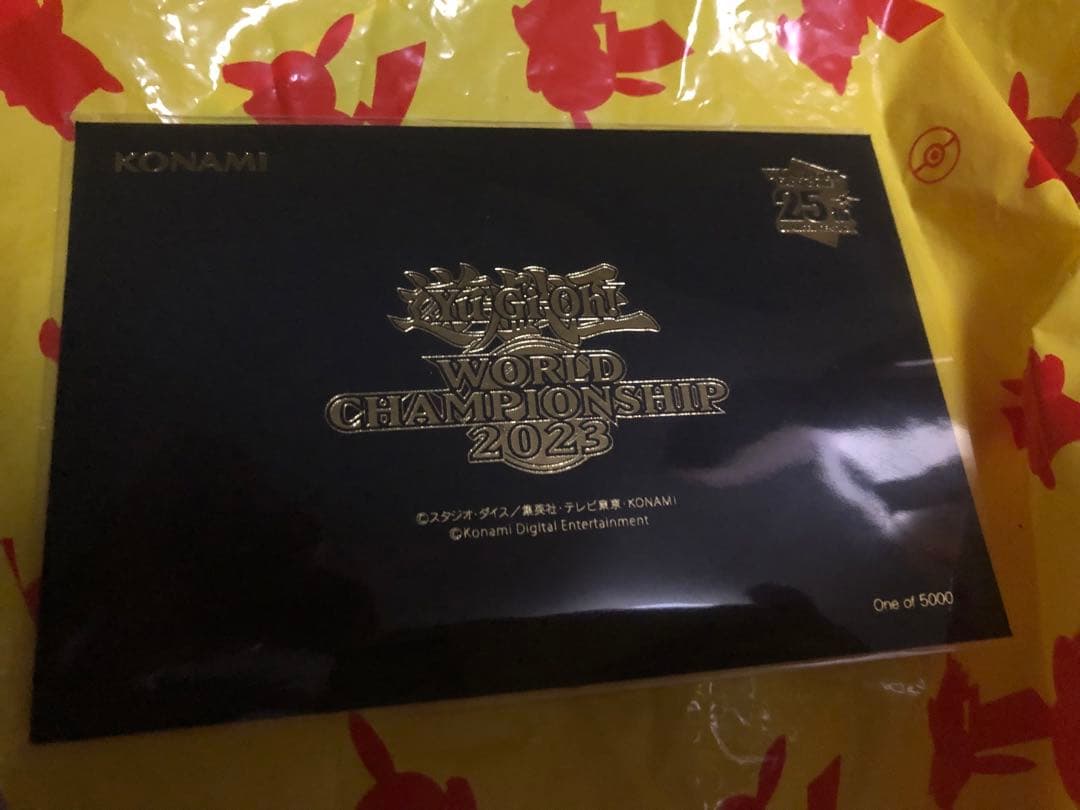 KONAMI
25th
Yu-Gi-Oh!
WORLD
CHAMPIONSHIP
2023
©スタジオ・ダイス/集英社・テレビ東京・KONAMI
©Konami Digital Entertainment
One of 5000